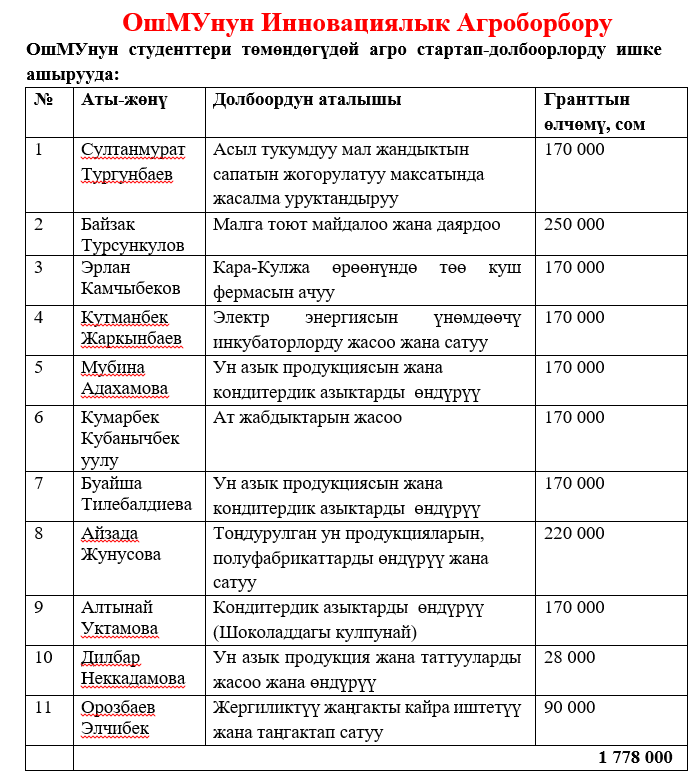 ОшМУнун Инновациялык Агроборбору
ОшМУнун студенттери төмөндөгүдөй агро стартап-долбоорлорду ишке
ашырууда:
№ Аты-жөнү Долбоордун аталышы Гранттын
өлчөмү, сом
1 Султанмурат Асыл тукумдуу мал жандыктын 170 000
Тургунбаев сапатын жогорулатуу максатында
жасалма уруктандыруу
2 Байзак Малга тоют майдалоо жана даярдоо 250 000
Турсункулов
3 Эрлан Кара-Кулжа өрөөнүндө төө куш 170 000
Камчыбеков фермасын ачуу
4 Кутманбек Электр энергиясын үнөмдөөчү 170 000
Жаркынбаев инкубаторлорду жасоо жана сатуу
5 Мубина Ун азык продукциясын жана 170 000
Адахамова кондитердик азыктарды өндүрүү
6 Кумарбек Ат жабдыктарын жасоо 170 000
Кубанычбек
уулу
7 Буайша Ун азык продукциясын жана 170 000
Тилебалдиева кондитердик азыктарды өндүрүү
8 Айзада Тоңдурулган ун продукцияларын, 220 000
Жунусова полуфабрикаттарды өндүрүү жана
сатуу
9 Алтынай Кондитердик азыктарды өндүрүү 170 000
Уктамова (Шоколаддагы кулпунай)
10 Дилбар Ун азык продукция жана таттууларды 28 000
Неккадамова жасоо жана өндүрүү
11 Орозбаев Жергиликтүү жаңгакты кайра иштетүү 90 000
Элчибек жана таңгактап сатуу
1 778 000